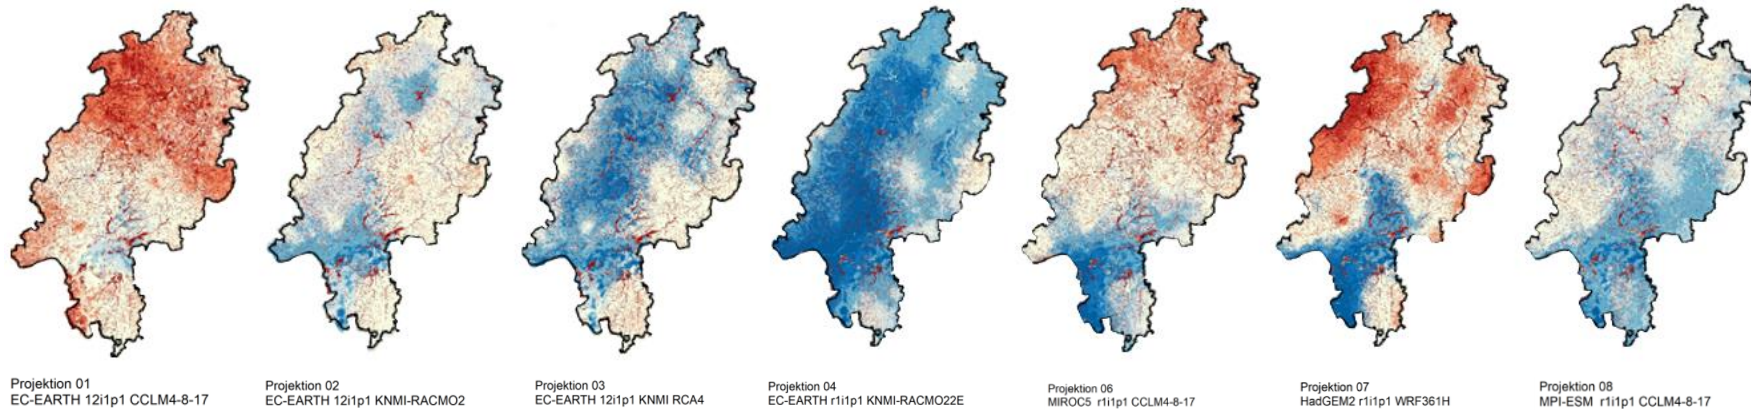 Projektion 01
EC-EARTH 12i1p1 CCLM4-8-17
Projektion 02
EC-EARTH 12i1p1 KNMI-RACMO2
Projektion 03
EC-EARTH 12i1p1 KNMI RCA4
Projektion 04
EC-EARTH r1i1p1 KNMI-RACMO22E
Projektion 06
MIROC5 r1i1p1 CCLM4-8-17
Projektion 07
HadGEM2 r1i1p1 WRF361H
Projektion 08
MPI-ESM r1i1p1 CCLM4-8-17